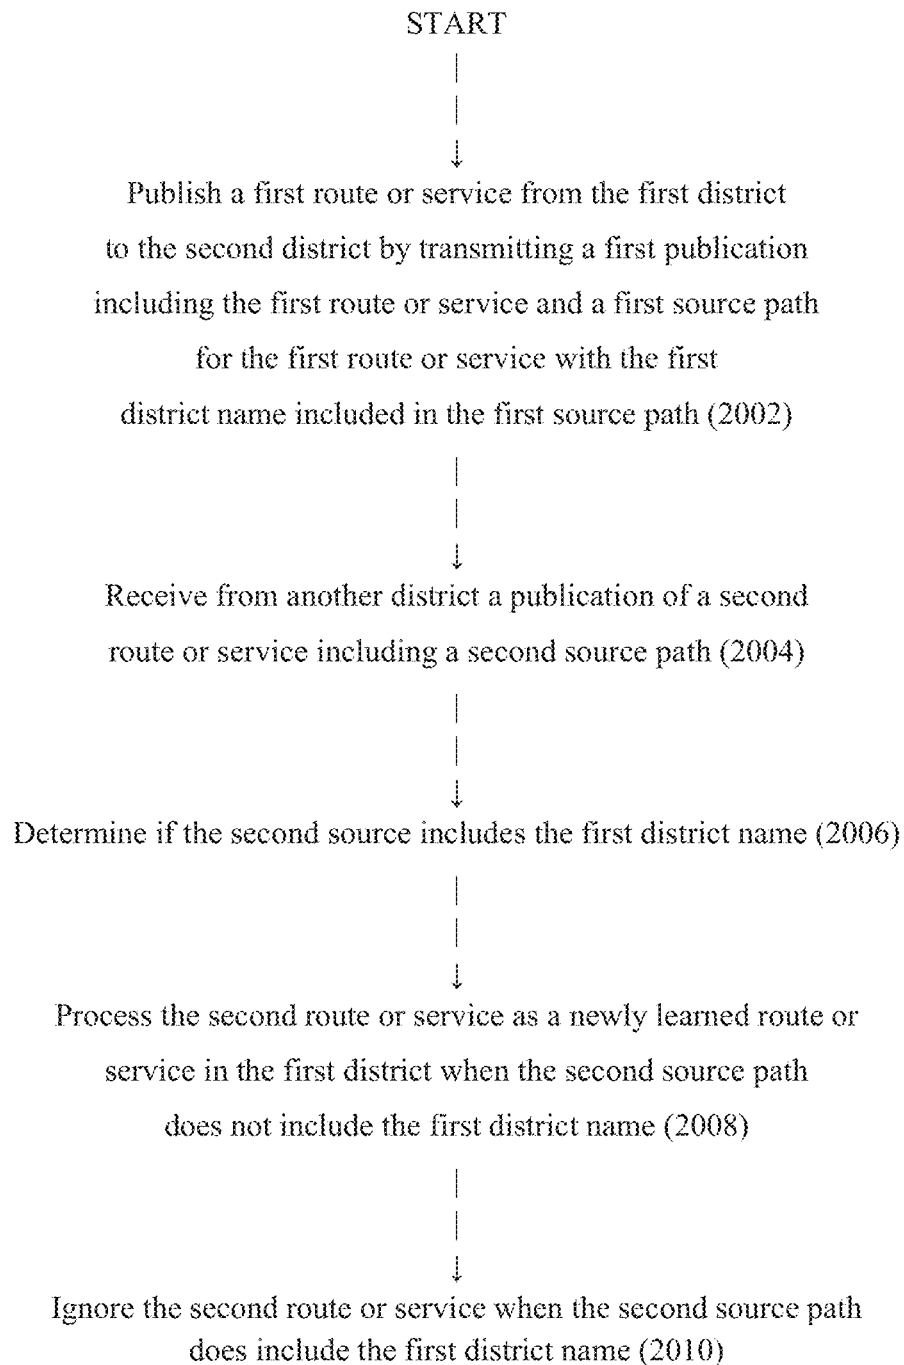 START
Publish a first route or service from the first district
to the second district by transmitting a first publication
including the first route or service and a first source path
for the first route or service with the first
district name included in the first source path (2002)
Receive from another district a publication of a second
route or service including a second source path (2004)
Determine if the second source includes the first district name (2006)
Process the second route or service as a newly learned route or
service in the first district when the second source path
does not include the first district name (2008)
Ignore the second route or service when the second source path
does include the first district name (2010)